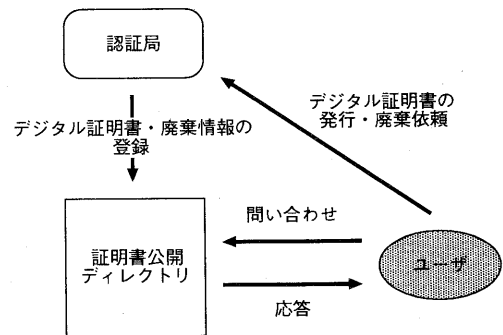 認証局
デジタル証明書の
発行・廃棄依頼
デジタル証明書・廃棄情報の
登録
問い合わせ
証明書公開
ディレクトリ
ユーザ
応答